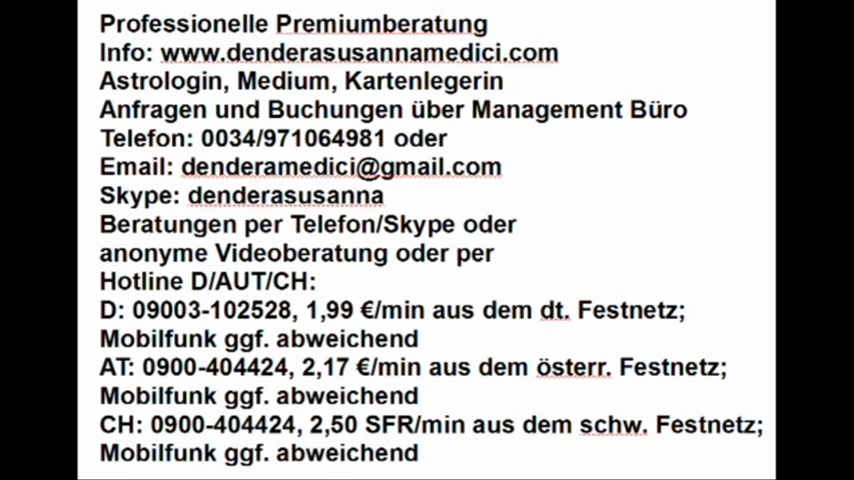 Professionelle Premiumberatung
Info: www.denderasusannamedici.com
Astrologin, Medium, Kartenlegerin
Anfragen und Buchungen über Management Büro
Telefon: 0034/971064981 oder
Email: denderamedici@gmail.com
Skype: denderasusanna
Beratungen per Telefon/Skype oder
anonyme Videoberatung oder per
Hotline D/AUT/CH:
D: 09003-102528, 1,99 €/min aus dem dt. Festnetz;
Mobilfunk ggf. abweichend
AT: 0900-404424, 2,17 €/min aus dem österr. Festnetz;
Mobilfunk ggf. abweichend
CH: 0900-404424, 2,50 SFR/min aus dem schw. Festnetz;
Mobilfunk ggf. abweichend